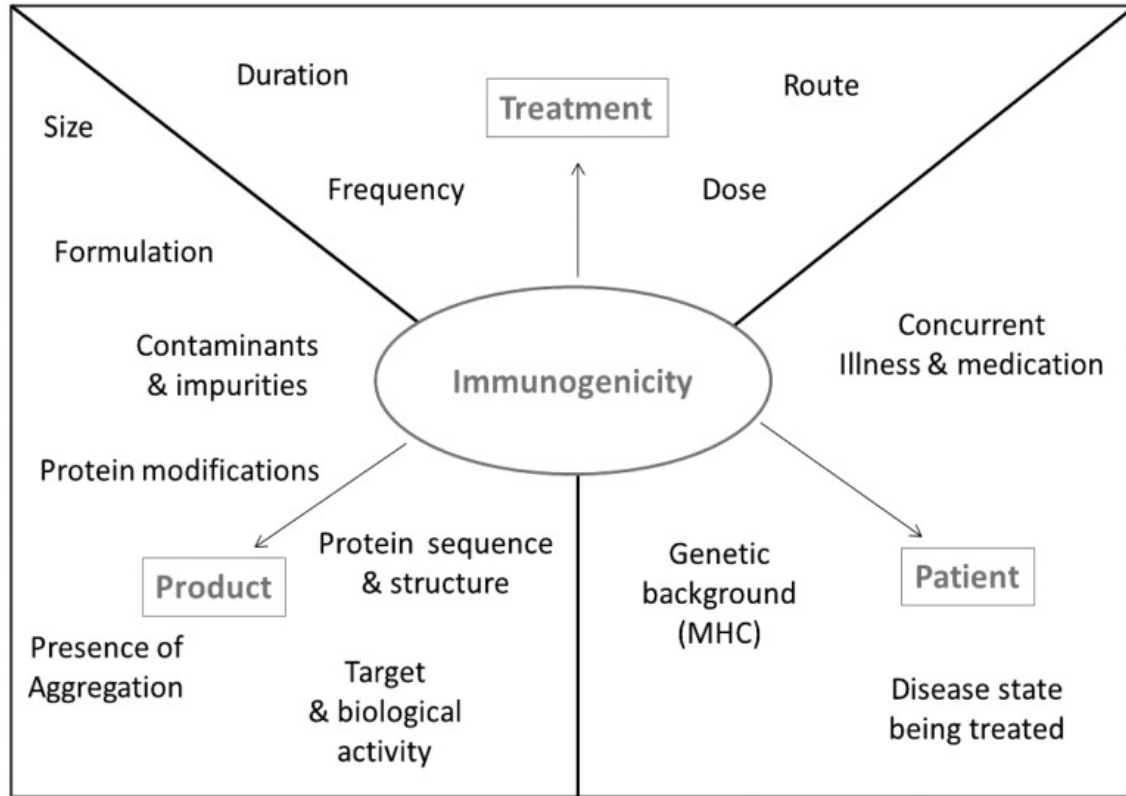 Duration
Treatment
Route
Size
Frequency
Dose
Formulation
Contaminants
& impurities
Immunogenicity
Concurrent
Illness & medication
Protein modifications
Product
Protein sequence
& structure
Presence of
Aggregation
Target
& biological
activity
Genetic
background
(MHC)
Patient
Disease state
being treated